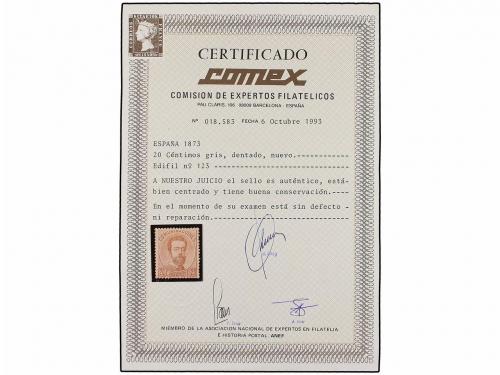 CERTIFICADO
comex
COMISION DE EXPERTOS FILATELICOS
PAU CLARIS, 106 08009 BARCELONA - ESPAÑA
Nº 018.583 FECHA 6 Octubre 1993
ESPAÑA 1873
20 Céntimos gris, dentado, nuevo.
Edifil nº 123
A NUESTRO JUICIO el sello es auténtico, está
bien centrado y tiene buena conservación.
En el momento de su examen está sin defecto
ni reparación.
MIEMBRO DE LA ASOCIACION NACIONAL DE EXPERTOS EN FILATELIA
E HISTORIA POSTAL ANEF